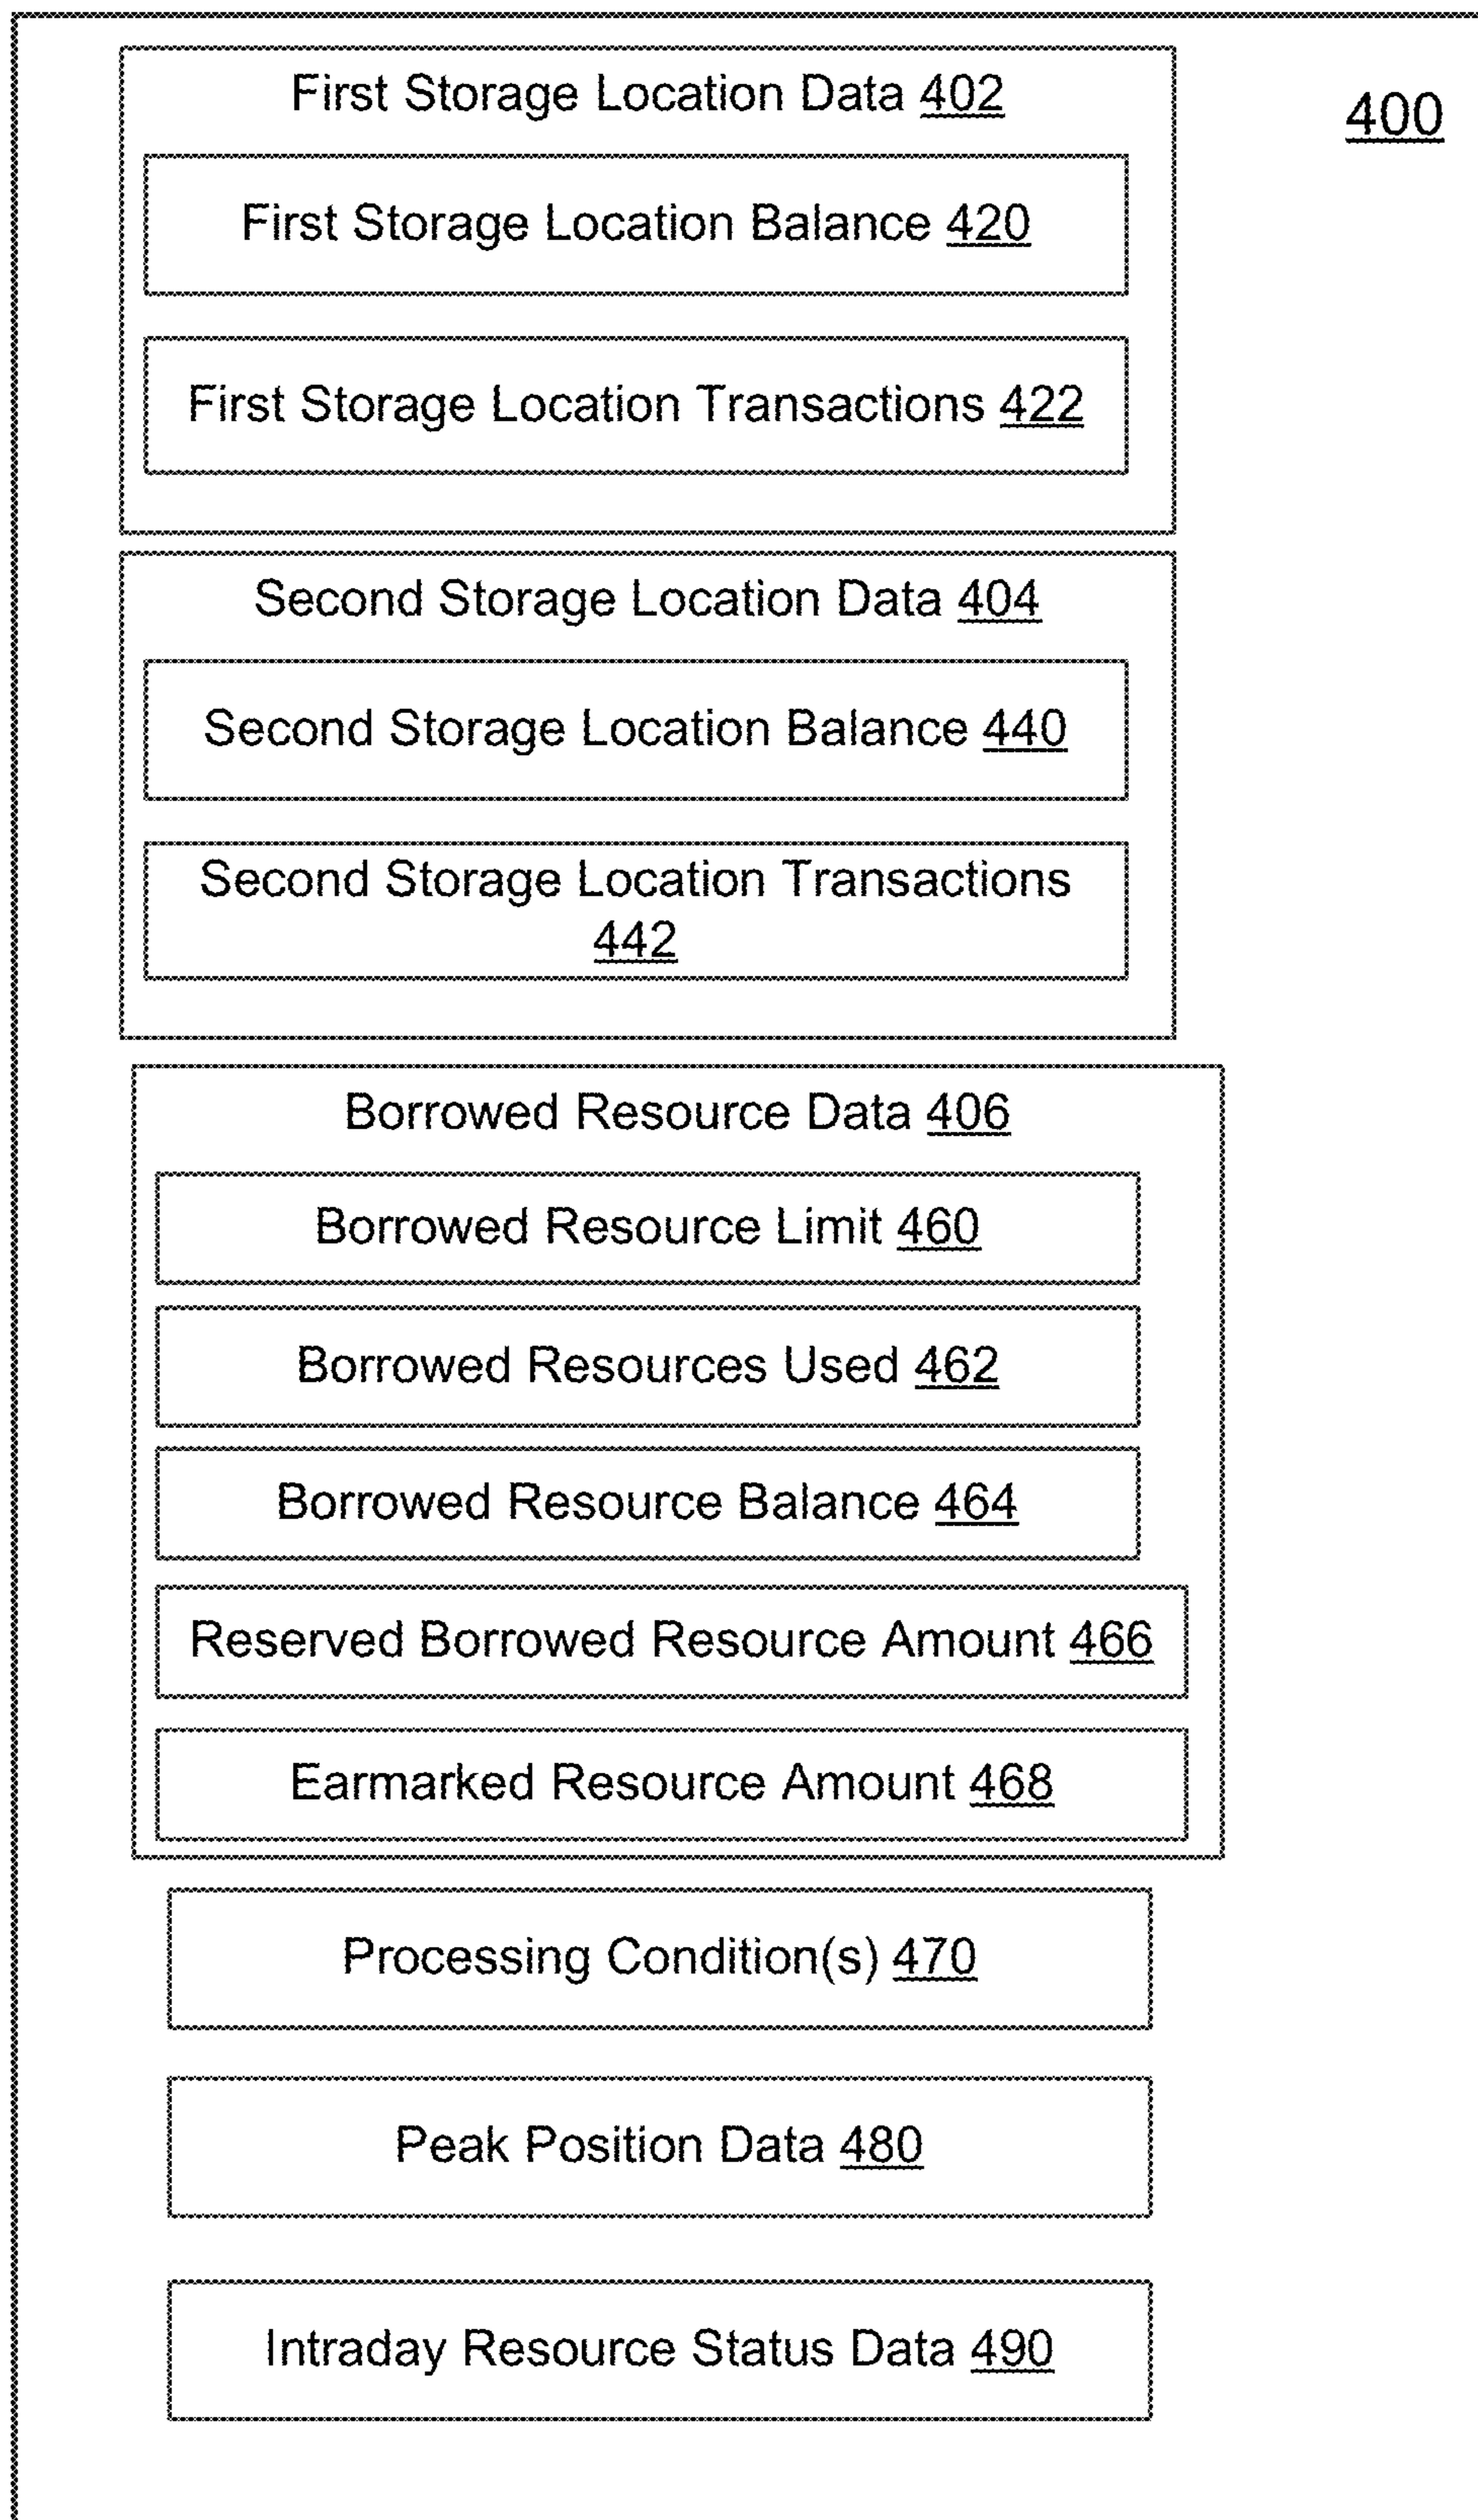 First Storage Location Data 402
400
First Storage Location Balance 420
First Storage Location Transactions 422
Second Storage Location Data 404
Second Storage Location Balance 440
Second Storage Location Transactions
442
Borrowed Resource Data 406
Borrowed Resource Limit 460
Borrowed Resources Used 462
Borrowed Resource Balance 464
Reserved Borrowed Resource Amount 466
Earmarked Resource Amount 468
Processing Condition(s) 470
Peak Position Data 480
Intraday Resource Status Data 490